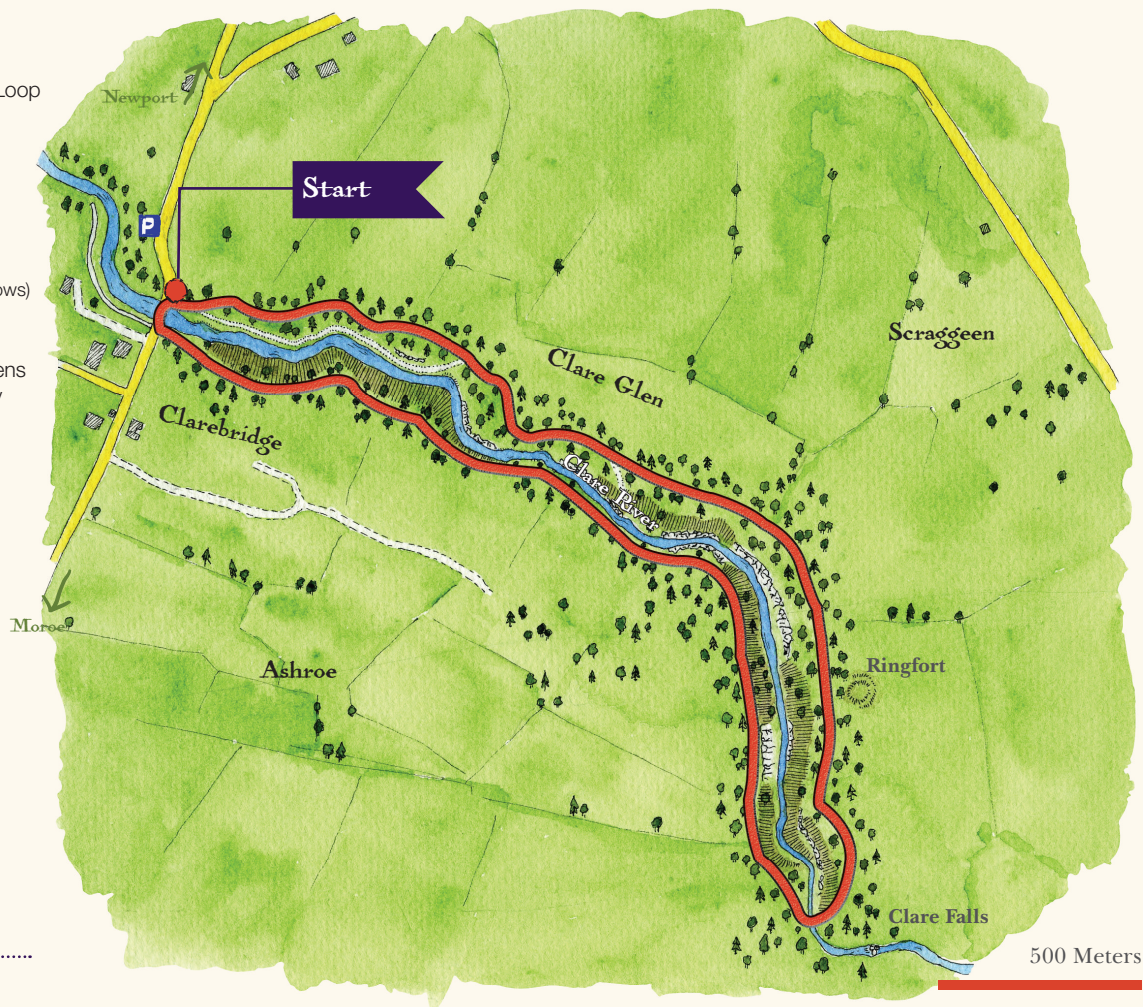 Loop
Newport
Start
P
ows)
Scraggeen
ens
Clare Glen
Clarebridge
Clare River
Moroe
Ringfort
Ashroe
Clare Falls
500 Meters